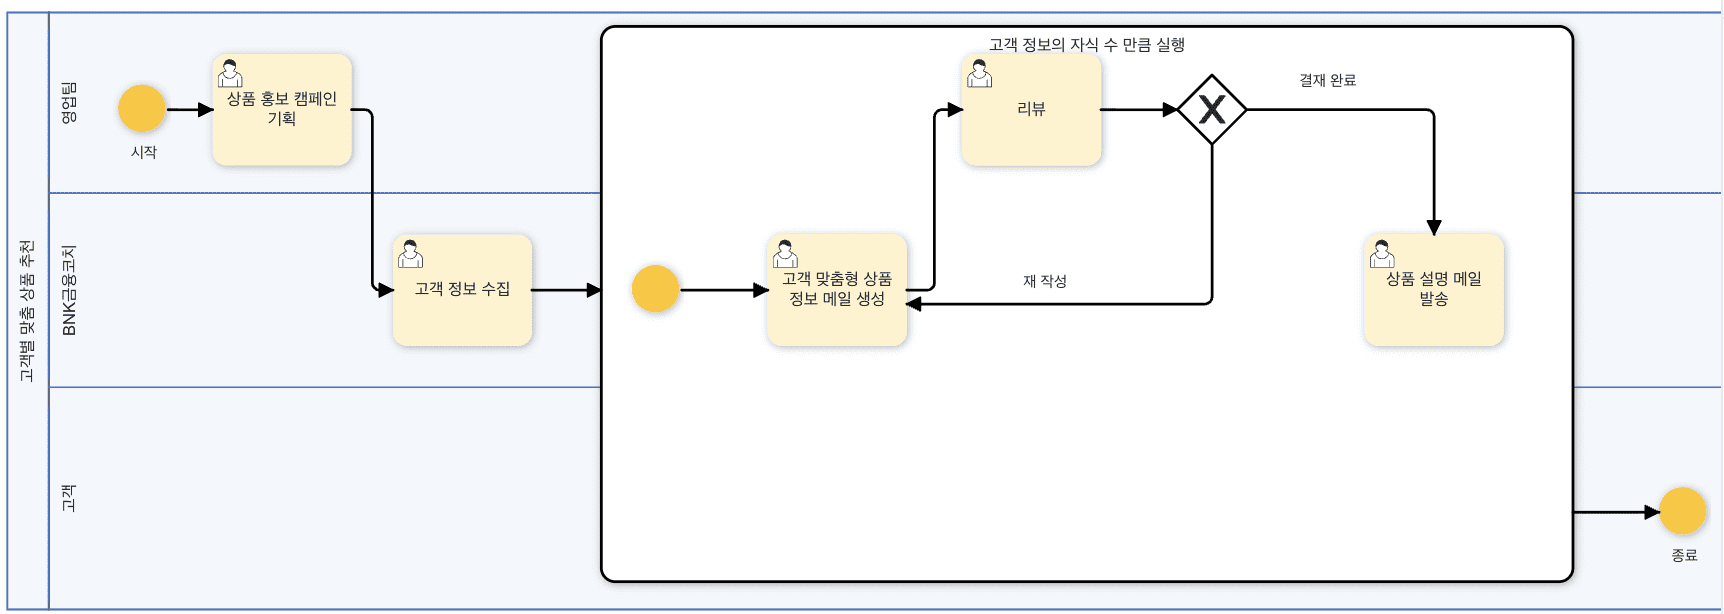 고객별 맞춤 상품 추천
영업팀
BNK금융코치
고객
시작
상품 홍보 캠페인
기획
고객 정보 수집
고객 정보의 자식 수 만큼 실행
고객 맞춤형 상품
정보 메일 생성
리뷰
결재 완료
재 작성
상품 설명 메일
발송
종료